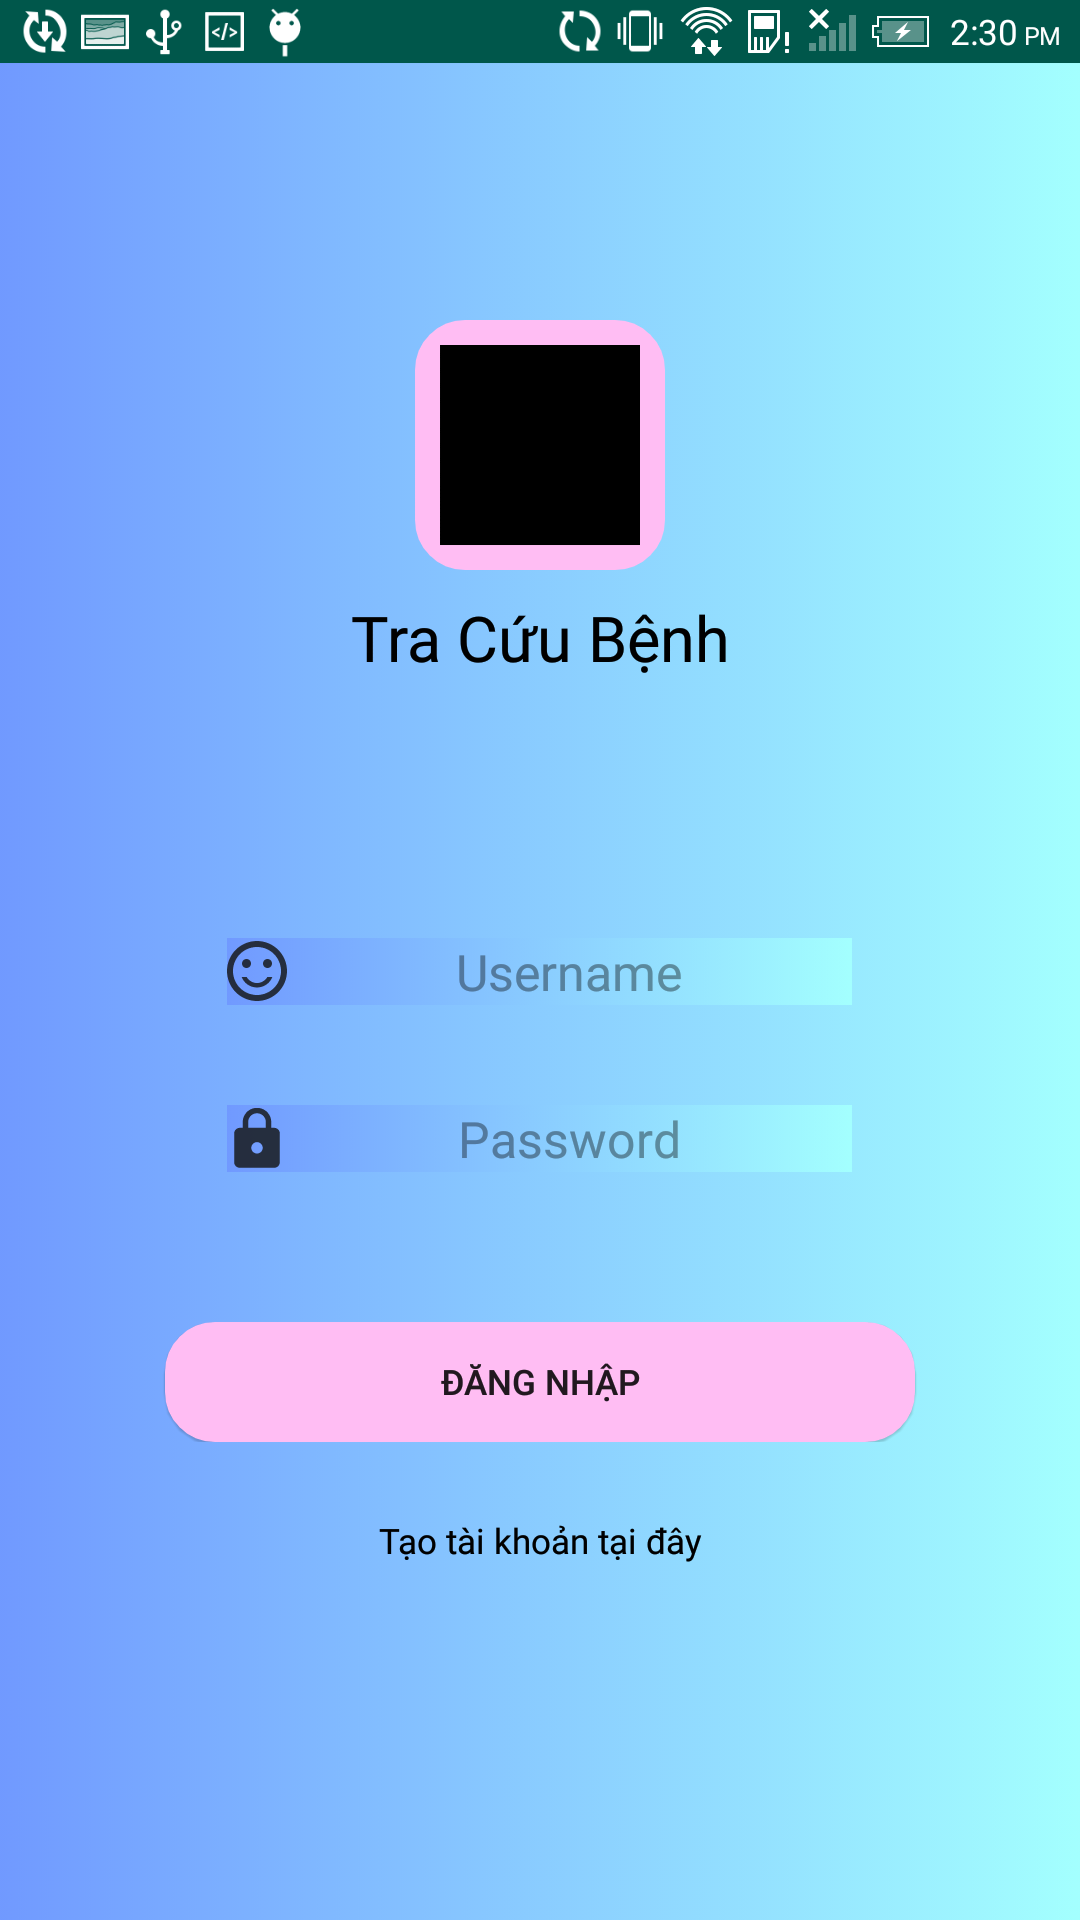 2:30 PM
Tra Cứu Bệnh
Username
Password
ĐĂNG NHẬP
Tạo tài khoản tại đây